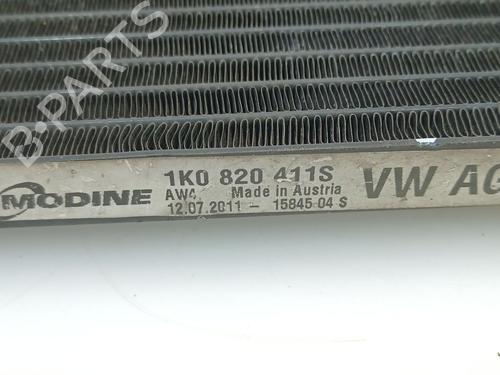 B-PARTS
MODINE
1K0 820 411S
AW4 Made in Austria
12.07.2011 - 15845 04 S
VW AG